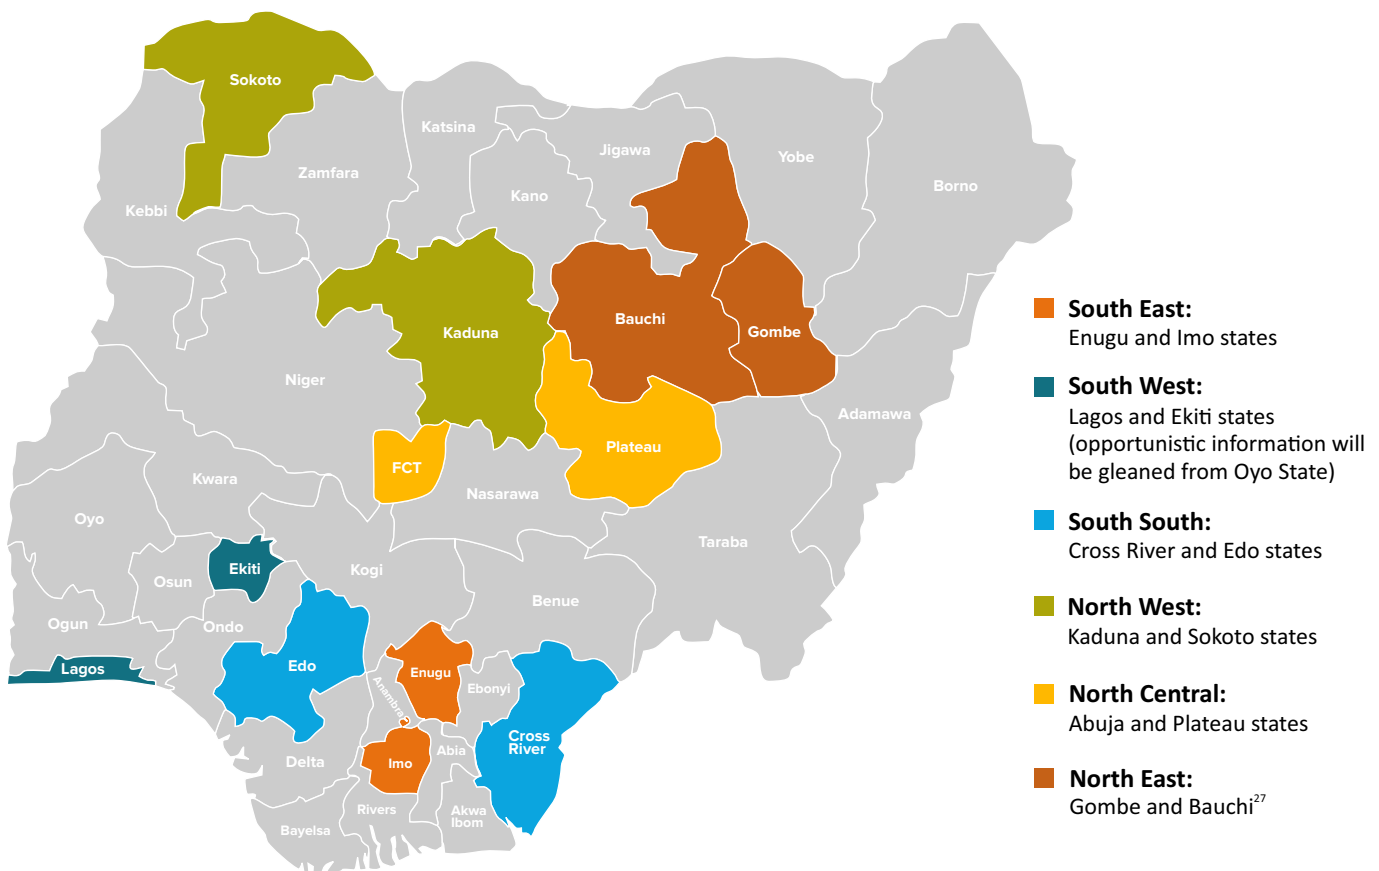 Sokoto
Katsina
Jigawa
Yobe
Zamfara
Kano
Borno
Kebbi
Bauchi
Gombe
Kaduna
Niger
Adamawa
Plateau
FCT
Kwara
Nasarawa
Oyo
Taraba
Ekiti
Kogi
Osun
Benue
Ogun
Ondo
Lagos
Edo
Enugu
Anambra
Ebonyi
Cross
River
Abia
Delta
Imo
Rivers
Akwa
Ibom
Bayelsa
South East:
Enugu and Imo states
South West:
Lagos and Ekiti states
(opportunistic information will
be gleaned from Oyo State)
South South:
Cross River and Edo states
North West:
Kaduna and Sokoto states
North Central:
Abuja and Plateau states
North East:
Gombe and Bauchi27